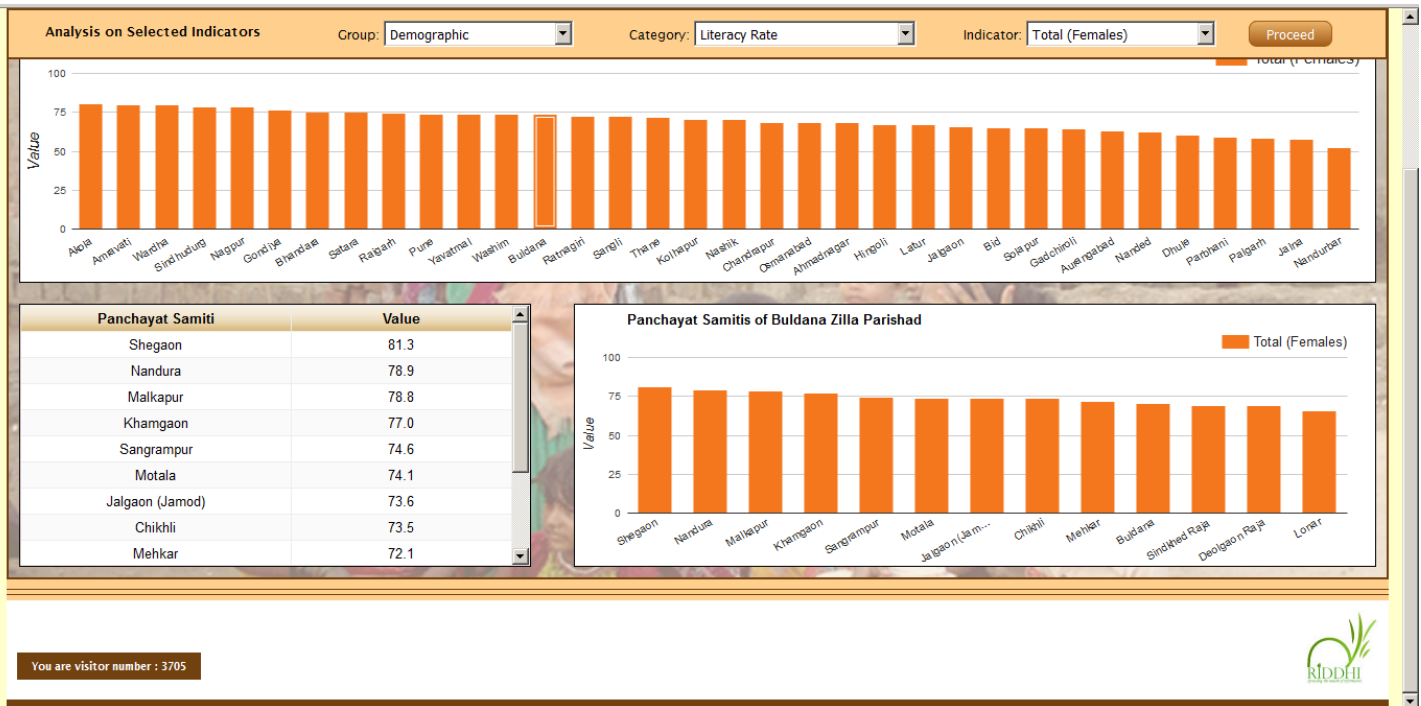 Analysis on Selected Indicators Group: Demographic Category: Literacy Rate Indicator: Total (Females) Proceed
Total (Females)
100
75
50
25
0
Value
Akola Amravati Wardha Sindhudurg Nagpur Gondiya Bhandara Satara Raigarh Pune Yavatmal Washim Buldana Ratnagiri Sangli Thane Kolhapur Nashik Chandrapur Osmanabad Ahmadnagar Hingoli Latur Jalgaon Bid Solapur Gadchiroli Aurangabad Nanded Dhule Parbhani Palgarh Jalna Nandurbar
Panchayat Samiti Value
Shegaon 81.3
Nandura 78.9
Malkapur 78.8
Khamgaon 77.0
Sangrampur 74.6
Motala 74.1
Jalgaon (Jamod) 73.6
Chikhli 73.5
Mehkar 72.1
Panchayat Samitis of Buldana Zilla Parishad
Total (Females)
100
75
50
25
0
Value
Shegaon Nandura Malkapur Khamgaon Sangrampur Motala Jalgaon (Jam... Chikhli Mehkar Buldana Sindkhed Raja Deolgaon Raja Lonar
You are visitor number : 3705
RIDDHI